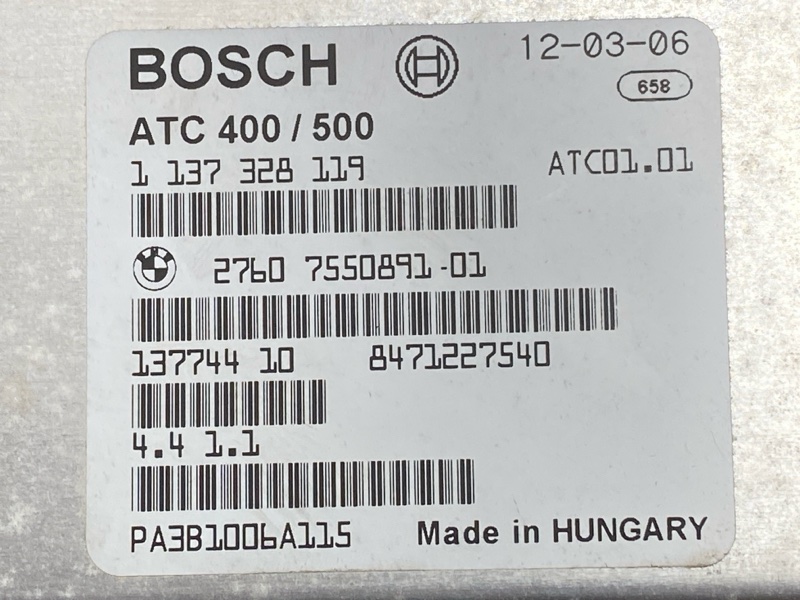 BOSCH 12-03-06
658
ATC 400 / 500
1 137 328 119 ATC01.01
2760 7550891-01
137744 10 8471227540
4.4 1.1
PA3B1006A115 Made in HUNGARY